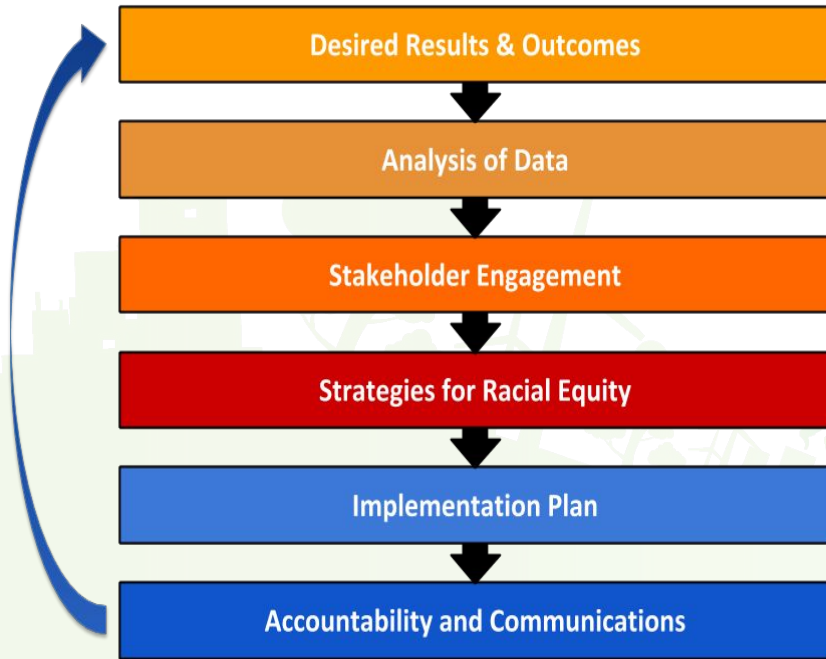 Desired Results & Outcomes
Analysis of Data
Stakeholder Engagement
Strategies for Racial Equity
Implementation Plan
Accountability and Communications